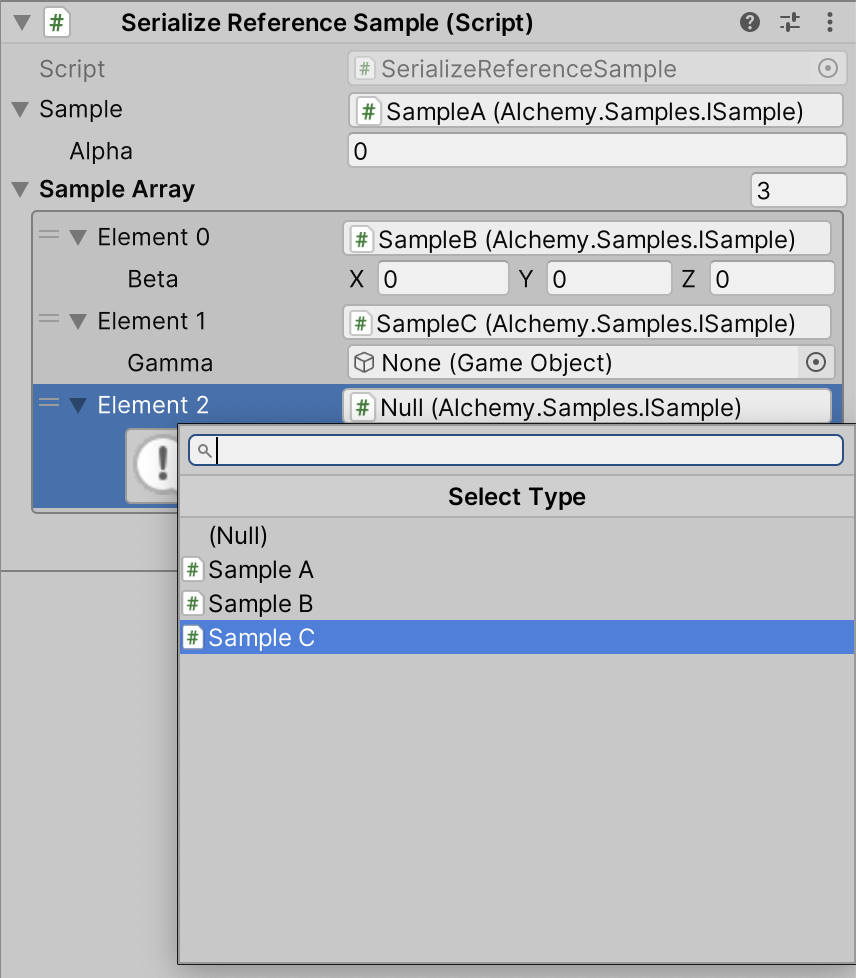 Serialize Reference Sample (Script)
Script SerializeReferenceSample
Sample # SampleA (Alchemy.Samples.ISample)
Alpha 0
Sample Array 3
Element 0 # SampleB (Alchemy.Samples.ISample)
Beta X 0 Y 0 Z 0
Element 1 # SampleC (Alchemy.Samples.ISample)
Gamma None (Game Object)
Element 2 # Null (Alchemy.Samples.ISample)
Select Type
(Null)
# Sample A
# Sample B
# Sample C